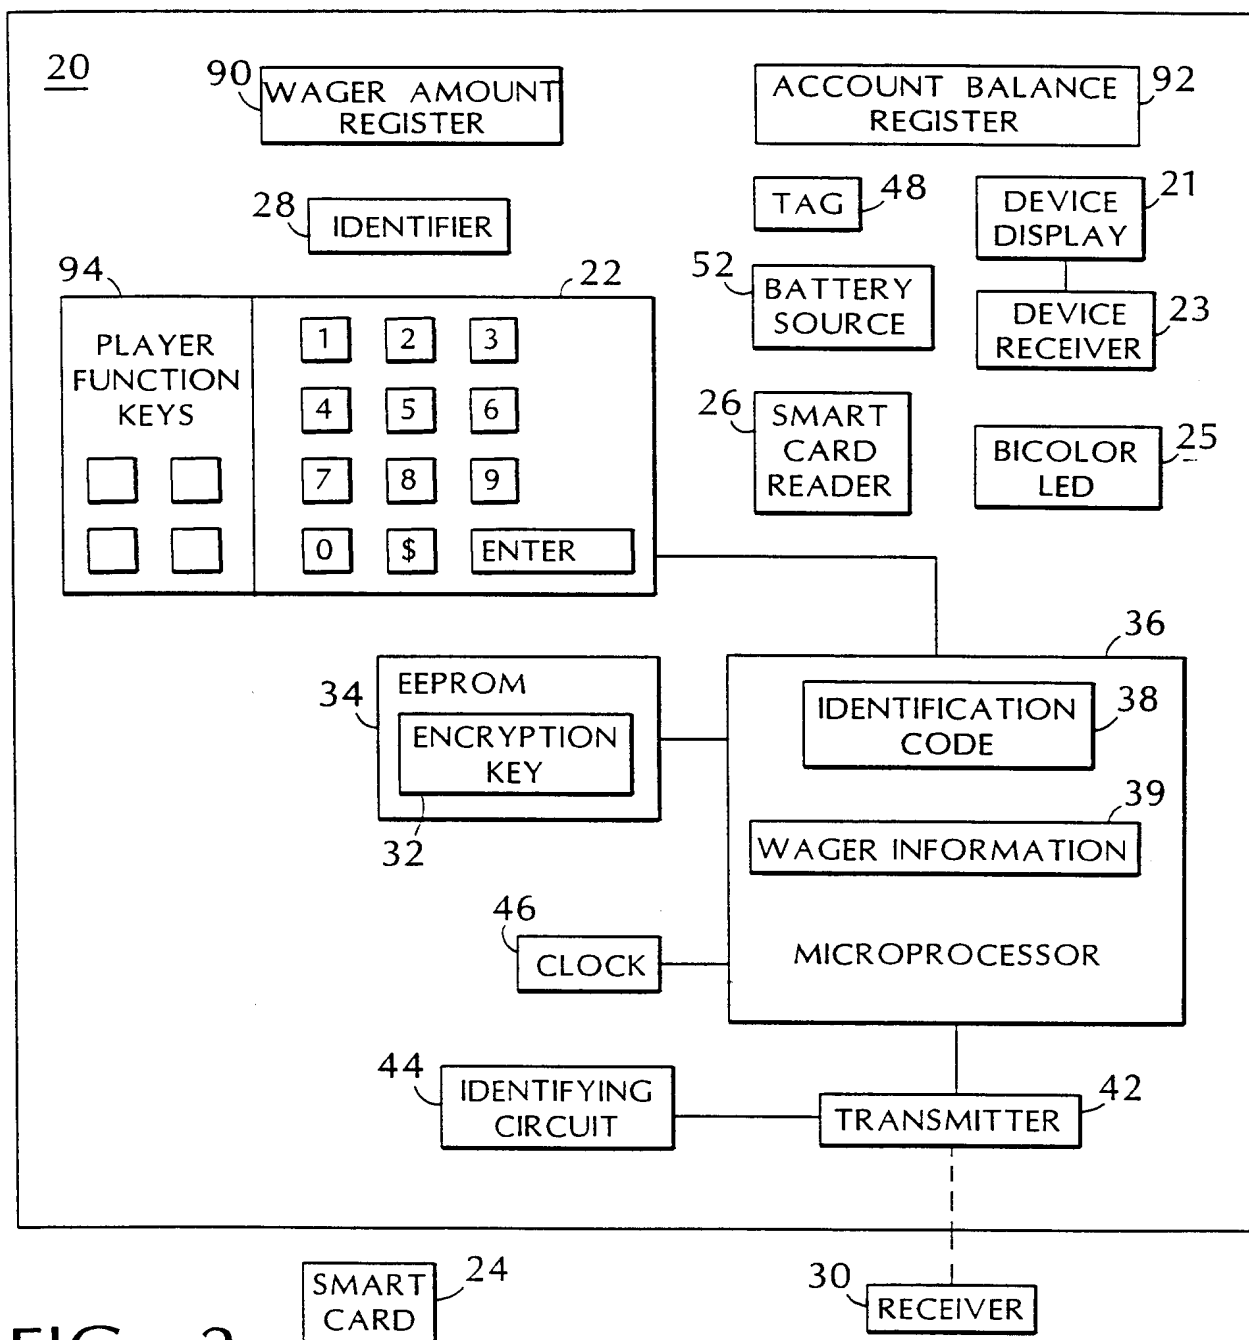 20
90
WAGER AMOUNT
REGISTER
ACCOUNT BALANCE
REGISTER
92
28
IDENTIFIER
TAG
48
DEVICE
DISPLAY
21
94
22
52
BATTERY
SOURCE
DEVICE
RECEIVER
23
PLAYER
FUNCTION
KEYS
1 2 3
4 5 6
7 8 9
0 $ ENTER
26
SMART
CARD
READER
BICOLOR
LED
25
36
34
EEPROM
ENCRYPTION
KEY
32
IDENTIFICATION
CODE
38
39
WAGER INFORMATION
46
CLOCK
MICROPROCESSOR
44
IDENTIFYING
CIRCUIT
TRANSMITTER
42
SMART
CARD
24
30
RECEIVER
FIG. 2